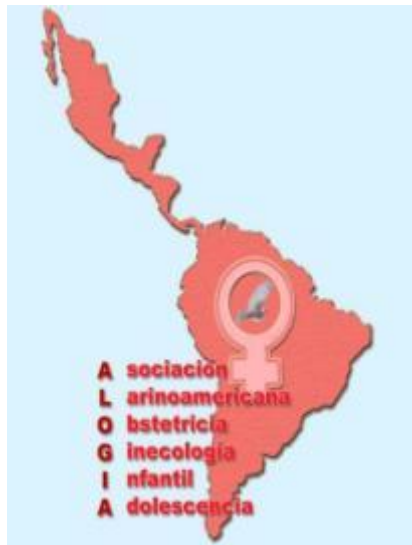 A sociación
L arinoamericana
O bstetricia
G inecología
I nfantil
A dolescencia